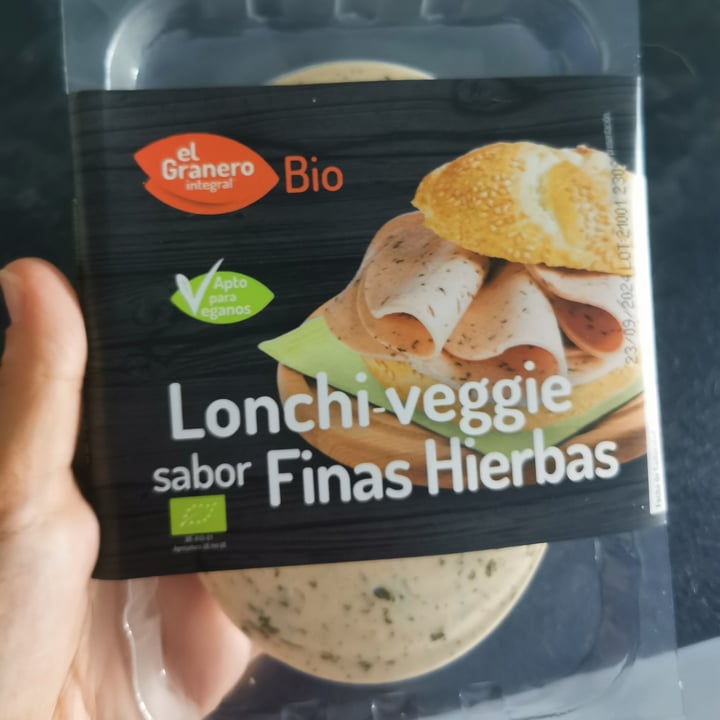 el
Granero
integral
Bio
Apto
para
Veganos
Lonchi-veggie
sabor Finas Hierbas